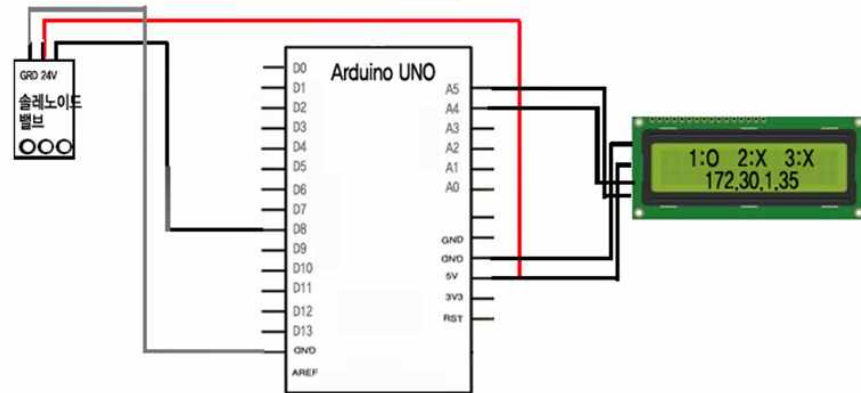 GRD 24V
솔레노이드
밸브
Arduino UNO
D0
D1
D2
D3
D4
D5
D6
D7
D8
D9
D10
D11
D12
D13
GND
AREF
A5
A4
A3
A2
A1
A0
GND
GND
5V
3V3
RST
1:O 2:X 3:X
172.30.1.35